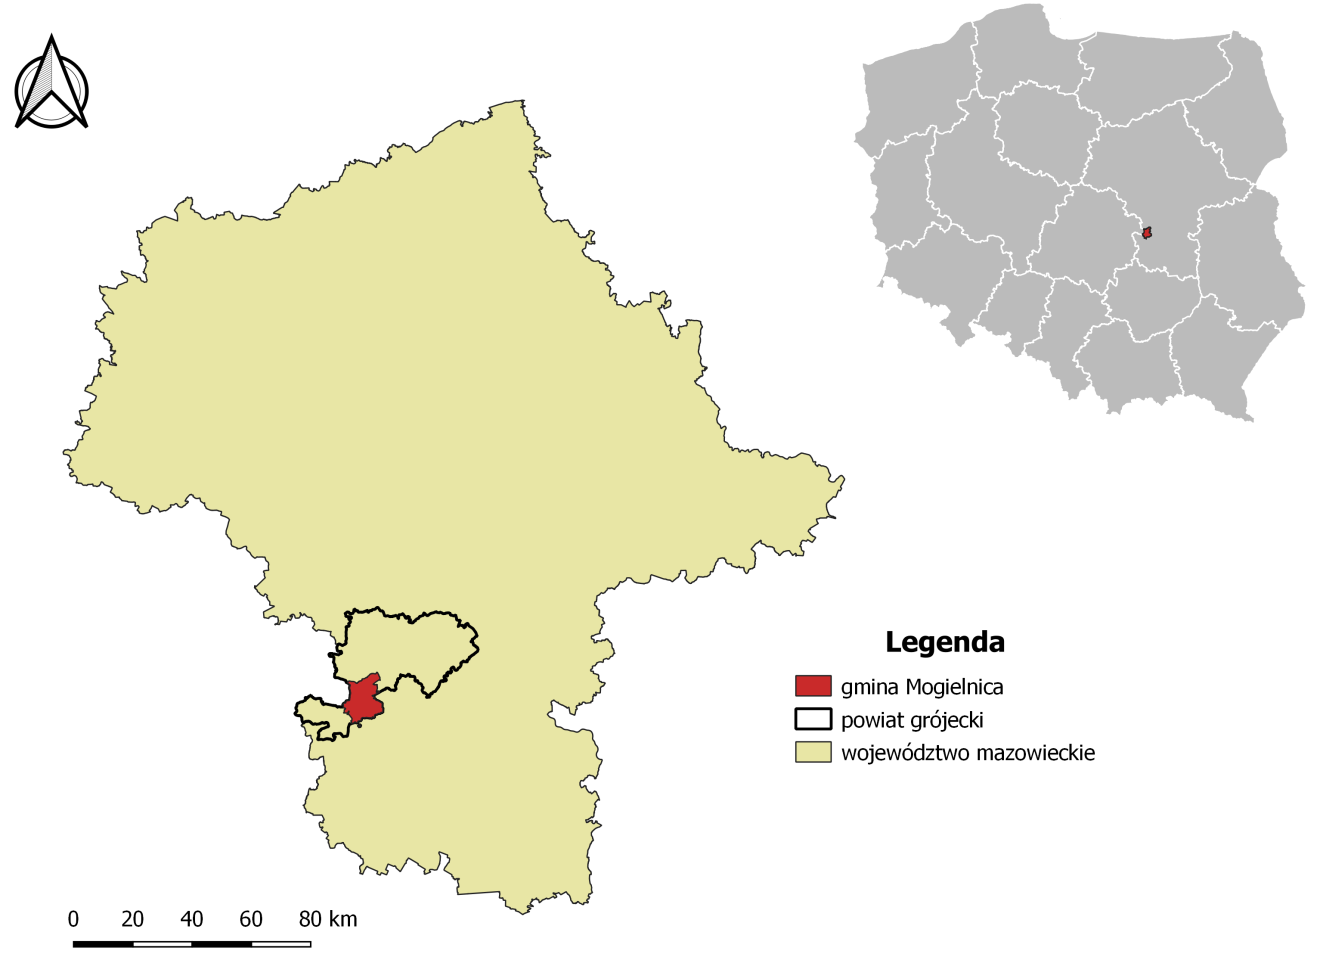 Legenda
gmina Mogielnica
powiat grójecki
województwo mazowieckie
0 20 40 60 80 km